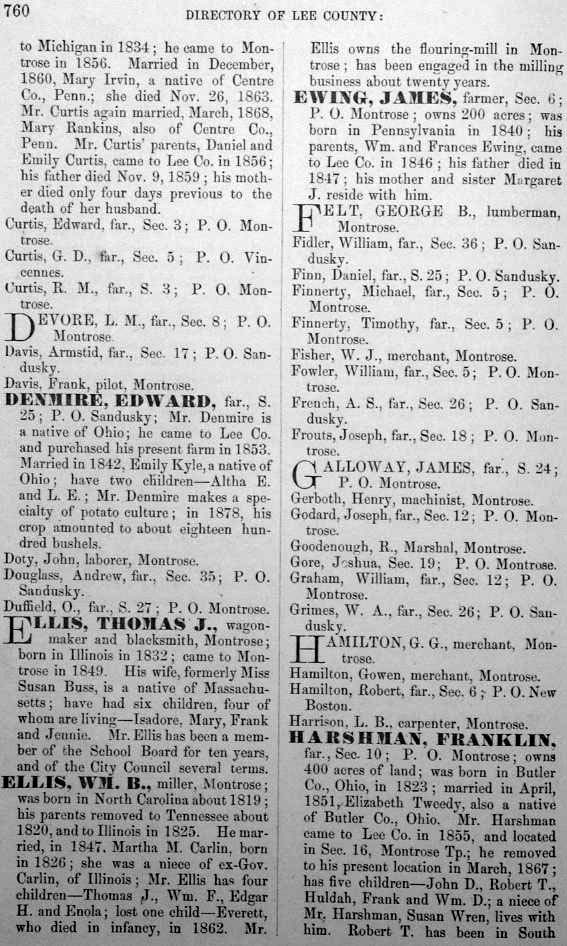 760
DIRECTORY OF LEE COUNTY:
to Michigan in 1834; he came to Mon-
trose in 1856. Married in December,
1860, Mary Irvin, a native of Centre
Co., Penn.; she died Nov. 26, 1863.
Mr. Curtis again married, March, 1868,
Mary Rankins, also of Centre Co.,
Penn. Mr. Curtis' parents, Daniel and
Emily Curtis, came to Lee Co. in 1856;
his father died Nov. 9, 1859; his moth-
er died only four days previous to the
death of her husband.
Curtis, Edward, far., Sec. 3; P. O. Mon-
trose.
Curtis, G. D., far., Sec. 5; P. O. Vin-
cennes.
Curtis, R. M., far., S. 3; P. O. Mon-
trose.
DEVORE, L. M., far., Sec. 8; P. O.
Montrose.
Davis, Armstid, far., Sec. 17; P. O. San-
dusky.
Davis, Frank, pilot, Montrose.
DENMIRE, EDWARD, far., S.
25; P. O. Sandusky; Mr. Denmire is
a native of Ohio; he came to Lee Co.
and purchased his present farm in 1853.
Married in 1842, Emily Kyle, a native of
Ohio; have two children—Altha E.
and L. E.; Mr. Denmire makes a spe-
cialty of potato culture; in 1878, his
crop amounted to about eighteen hun-
dred bushels.
Doty, John, laborer, Montrose.
Douglass, Andrew, far., Sec. 35; P. O.
Sandusky.
Duffield, O., far., S. 27; P. O. Montrose.
ELLIS, THOMAS J., wagon-
maker and blacksmith, Montrose;
born in Illinois in 1832; came to Mon-
trose in 1849. His wife, formerly Miss
Susan Buss, is a native of Massachu-
setts; have had six children, four of
whom are living—Isadore, Mary, Frank
and Jennie. Mr. Ellis has been a mem-
ber of the School Board for ten years,
and of the City Council several terms.
ELLIS, WM. B., miller, Montrose;
was born in North Carolina about 1819;
his parents removed to Tennessee about
1820, and to Illinois in 1825. He mar-
ried, in 1847, Martha M. Carlin, born
in 1826; she was a niece of ex-Gov.
Carlin, of Illinois; Mr. Ellis has four
children—Thomas J., Wm. F., Edgar
H. and Enola; lost one child—Everett,
who died in infancy, in 1862. Mr.
Ellis owns the flouring-mill in Mon-
trose; has been engaged in the milling
business about twenty years.
EWING, JAMES, farmer, Sec. 6;
P. O. Montrose; owns 200 acres; was
born in Pennsylvania in 1840; his
parents, Wm. and Frances Ewing, came
to Lee Co. in 1846; his father died in
1847; his mother and sister Margaret
J. reside with him.
FELT, GEORGE B., lumberman,
Montrose.
Fidler, William, far., Sec. 36; P. O. San-
dusky.
Finn, Daniel, far., S. 25; P. O. Sandusky.
Finnerty, Michael, far., Sec. 5; P. O.
Montrose.
Finnerty, Timothy, far., Sec. 5; P. O.
Montrose.
Fisher, W. J., merchant, Montrose.
Fowler, William, far., Sec. 5; P. O. Mon-
trose.
French, A. S., far., Sec. 26; P. O. San-
dusky.
Frouts, Joseph, far., Sec. 18; P. O. Mon-
trose.
GALLOWAY, JAMES, far., S. 24;
P. O. Montrose.
Gerboth, Henry, machinist, Montrose.
Godard, Joseph, far., Sec. 12; P. O. Mon-
trose.
Goodenough, R., Marshal, Montrose.
Gore, Joshua, Sec. 19; P. O. Montrose.
Graham, William, far., Sec. 12; P. O.
Montrose.
Grimes, W. A., far., Sec. 26; P. O. San-
dusky.
HAMILTON, G. G., merchant, Mon-
trose.
Hamilton, Gowen, merchant, Montrose.
Hamilton, Robert, far., Sec. 6; P. O. New
Boston.
Harrison, L. B., carpenter, Montrose.
HARSHMAN, FRANKLIN,
far., Sec. 10; P. O. Montrose; owns
400 acres of land; was born in Butler
Co., Ohio, in 1823; married in April,
1851, Elizabeth Tweedy, also a native
of Butler Co., Ohio. Mr. Harshman
came to Lee Co. in 1855, and located
in Sec. 16, Montrose Tp.; he removed
to his present location in March, 1867;
has five children—John D., Robert T.,
Huldah, Frank and Wm. D.; a niece of
Mr. Harshman, Susan Wren, lives with
him. Robert T. has been in South